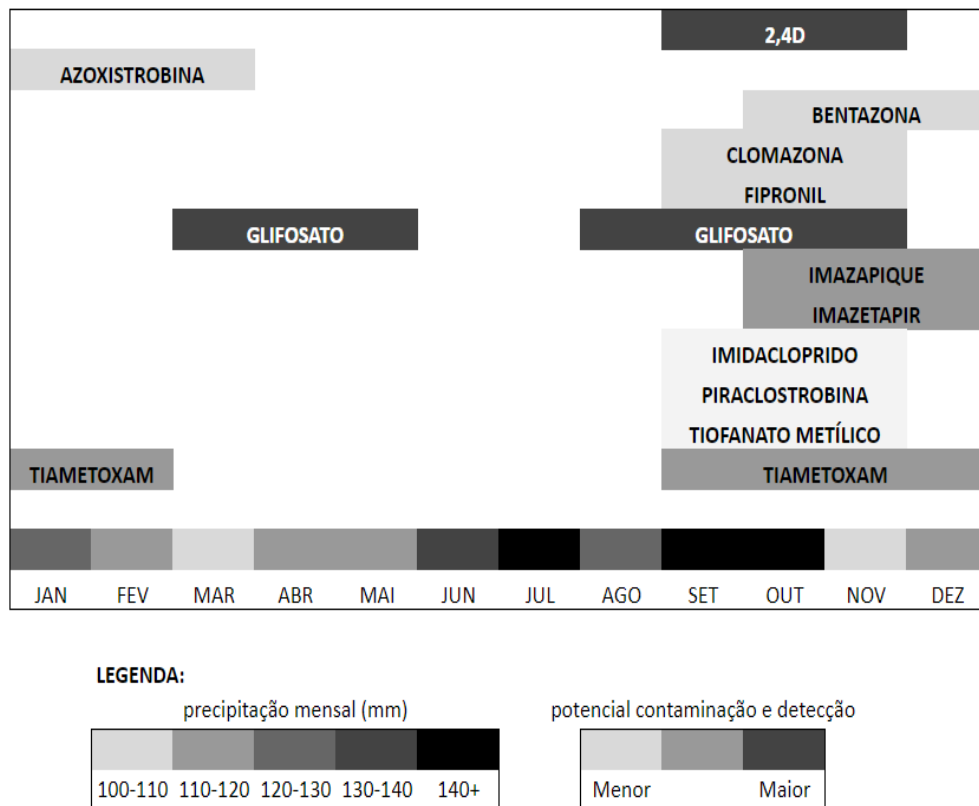 2,4D
AZOXISTROBINA
BENTAZONA
CLOMAZONA
FIPRONIL
GLIFOSATO GLIFOSATO
IMAZAPIQUE
IMAZETAPIR
IMIDACLOPRIDO
PIRACLOSTROBINA
TIOFANATO METÍLICO
TIAMETOXAM TIAMETOXAM
JAN FEV MAR ABR MAI JUN JUL AGO SET OUT NOV DEZ
LEGENDA:
precipitação mensal (mm) potencial contaminação e detecção
100-110 110-120 120-130 130-140 140+ Menor Maior